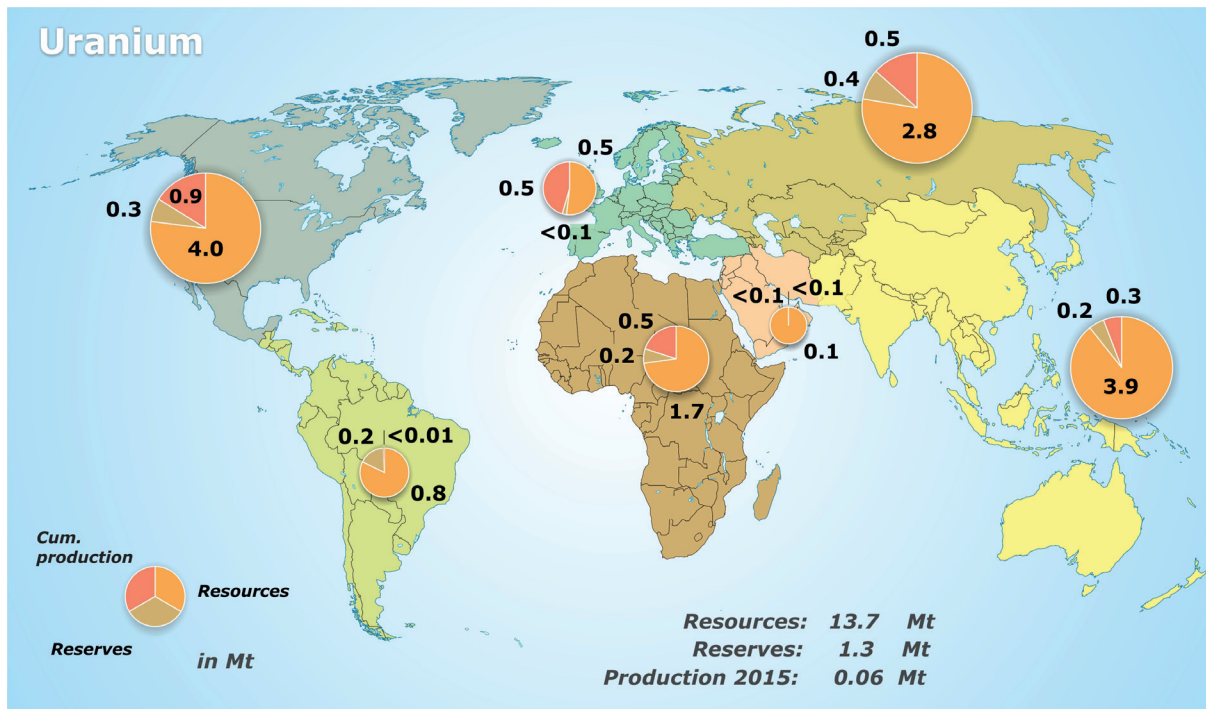 Uranium
0.5
0.4
2.8
0.5
0.5
<0.1
0.9
0.3
4.0
<0.1
<0.1
0.1
0.2
0.3
3.9
0.5
0.2
1.7
0.2
<0.01
0.8
Cum.
production
Resources
Reserves
in Mt
Resources: 13.7 Mt
Reserves: 1.3 Mt
Production 2015: 0.06 Mt